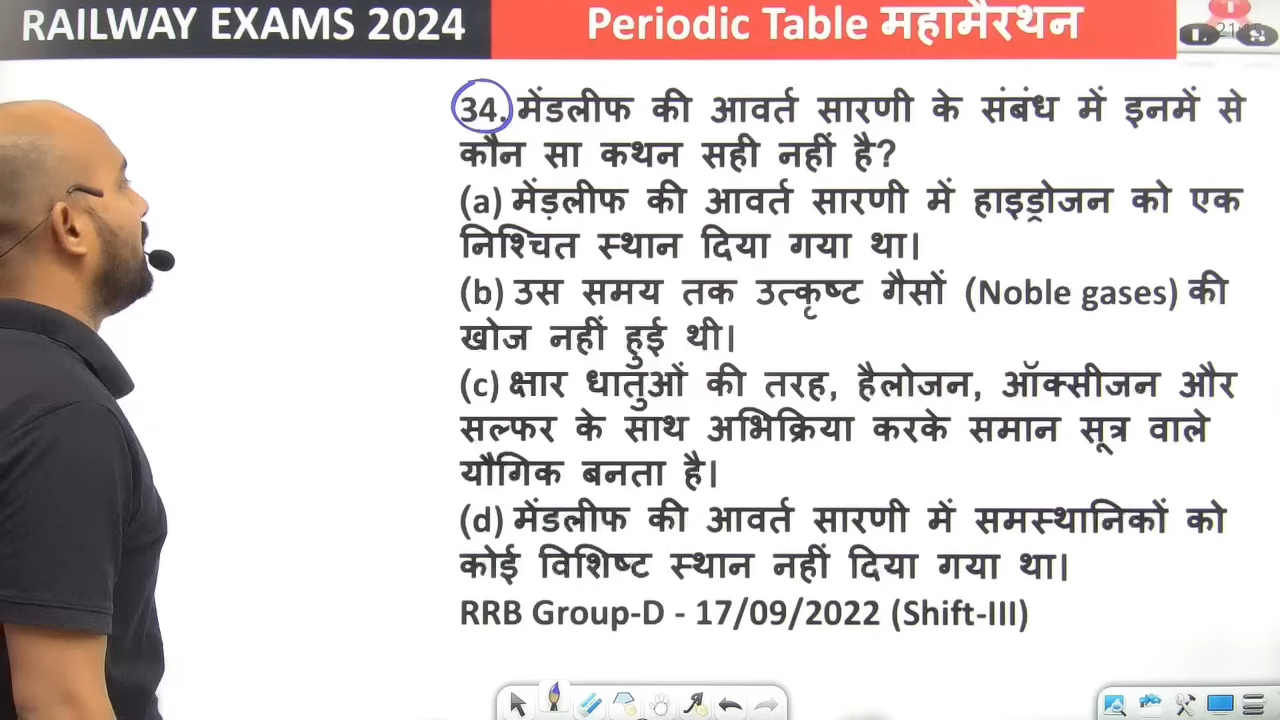 RAILWAY EXAMS 2024
Periodic Table महामैरथन
34. मेंडलीफ की आवर्त सारणी के संबंध में इनमें से
कौन सा कथन सही नहीं है?
(a) मेंड़लीफ की आवर्त सारणी में हाइड्रोजन को एक
निश्चित स्थान दिया गया था।
(b) उस समय तक उत्कृष्ट गैसों (Noble gases) की
खोज नहीं हुई थी।
(c) क्षार धातुओं की तरह, हैलोजन, ऑक्सीजन और
सल्फर के साथ अभिक्रिया करके समान सूत्र वाले
यौगिक बनता है।
(d) मेंडलीफ की आवर्त सारणी में समस्थानिकों को
कोई विशिष्ट स्थान नहीं दिया गया था।
RRB Group-D - 17/09/2022 (Shift-III)